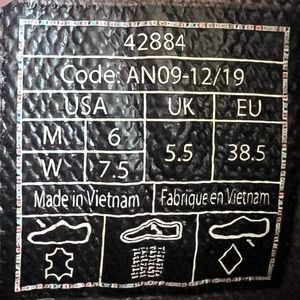 42884
Code: AN09-12/19
USA UK EU
M 6 5.5 38.5
W 7.5
Made in Vietnam Fabrique en Vietnam